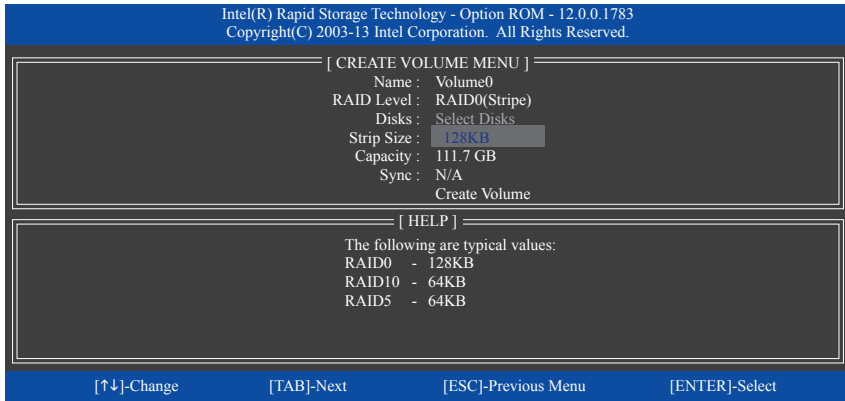 Intel(R) Rapid Storage Technology - Option ROM - 12.0.0.1783
Copyright(C) 2003-13 Intel Corporation. All Rights Reserved.
[ CREATE VOLUME MENU ]
Name : Volume0
RAID Level : RAID0(Stripe)
Disks : Select Disks
Strip Size : 128KB
Capacity : 111.7 GB
Sync : N/A
Create Volume
[ HELP ]
The following are typical values:
RAID0 - 128KB
RAID10 - 64KB
RAID5 - 64KB
[↑↓]-Change [TAB]-Next [ESC]-Previous Menu [ENTER]-Select